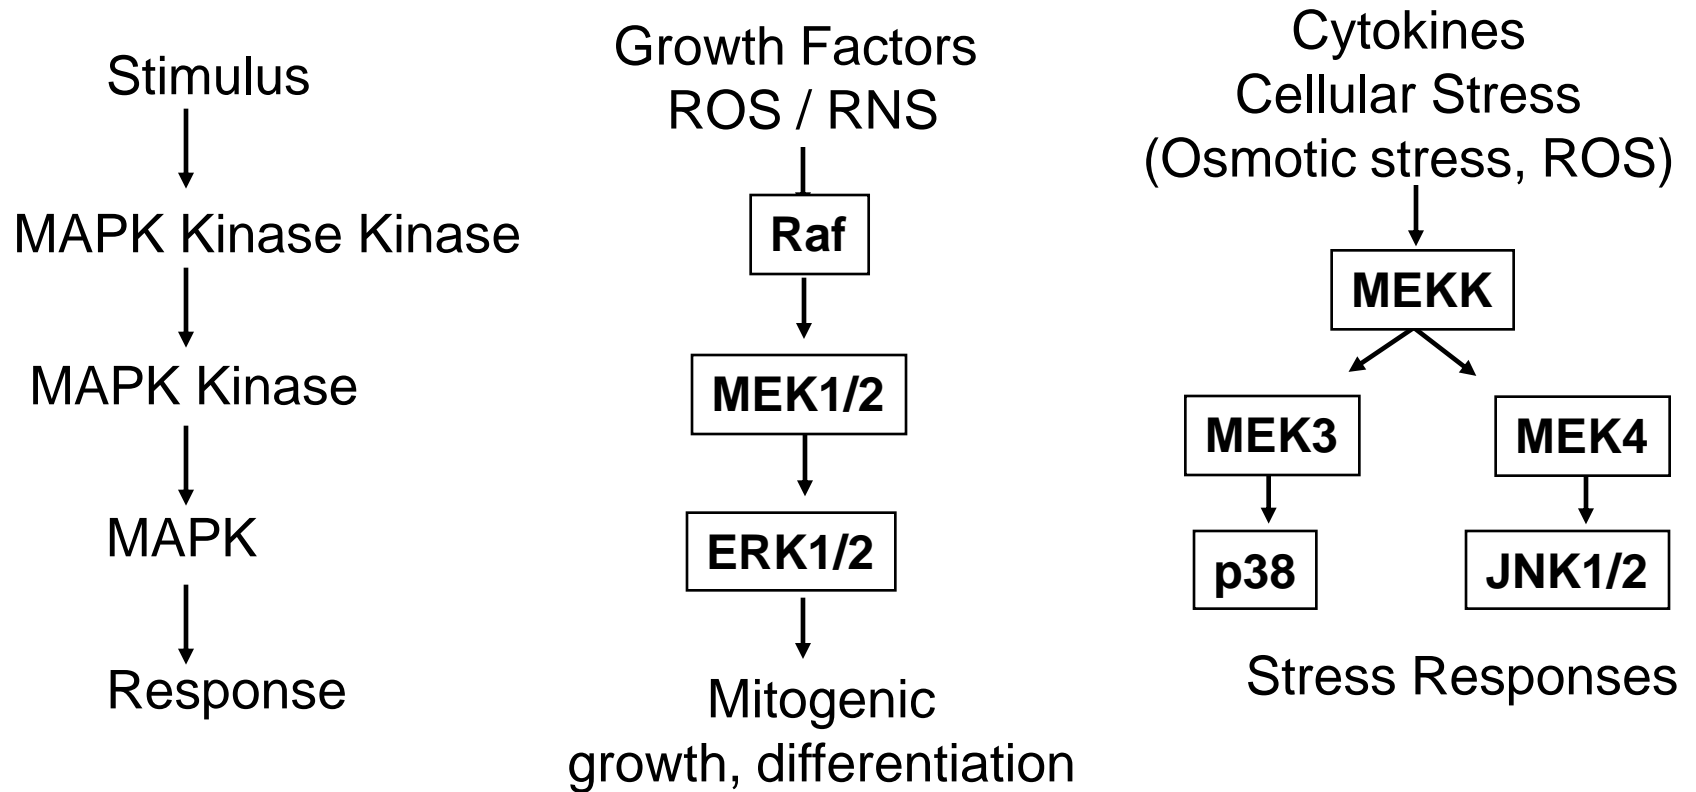 Stimulus
MAPK Kinase Kinase
MAPK Kinase
MAPK
Response
Growth Factors
ROS / RNS
Raf
MEK1/2
ERK1/2
Mitogenic
growth, differentiation
Cytokines
Cellular Stress
(Osmotic stress, ROS)
MEKK
MEK3
MEK4
p38
JNK1/2
Stress Responses